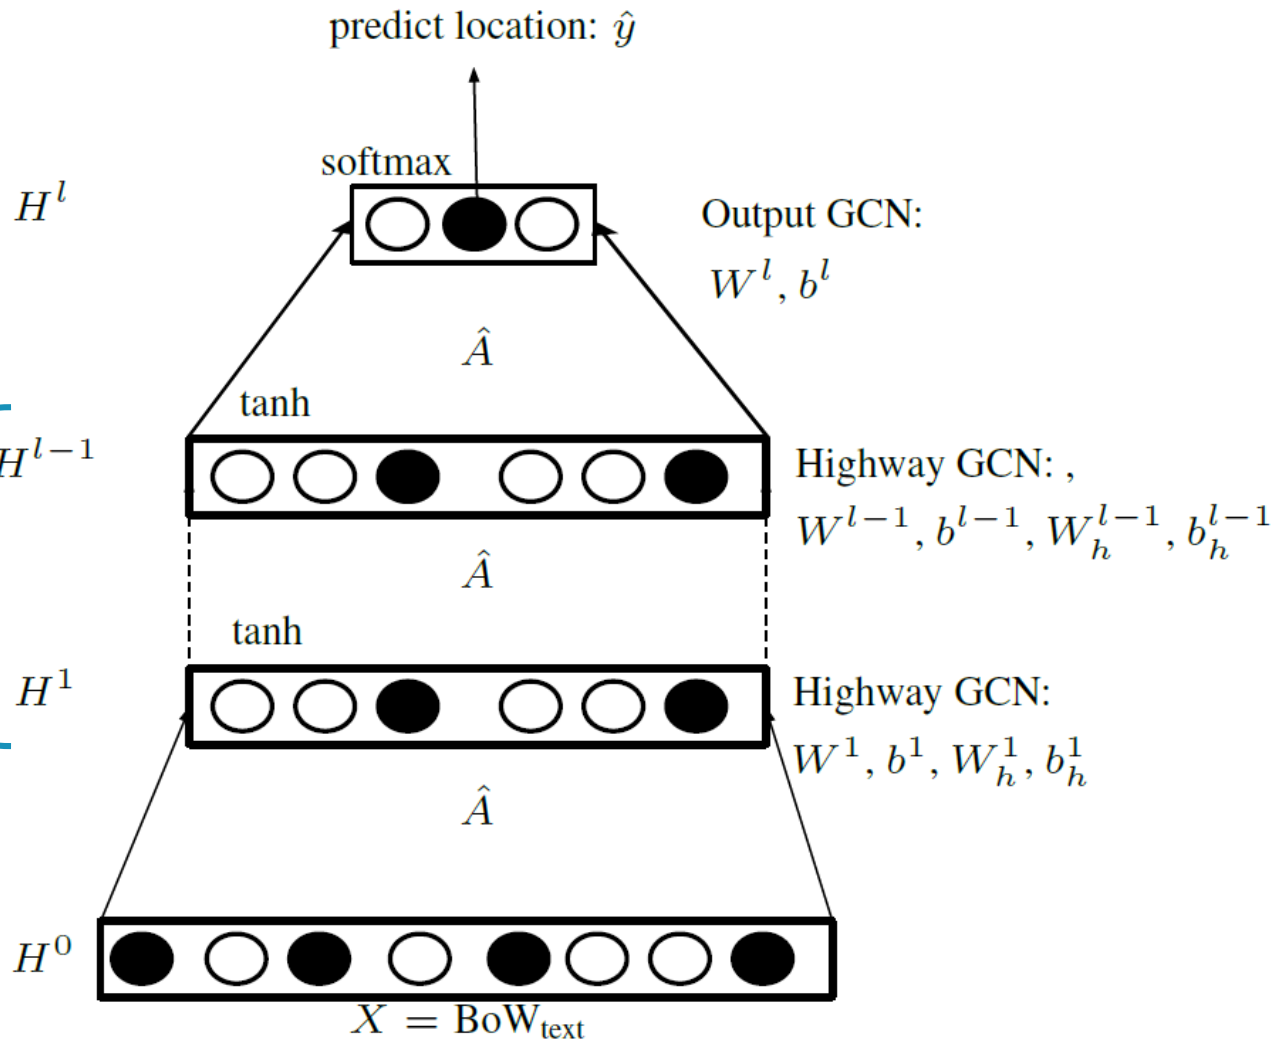 predict location: ŷ
softmax
H^l
Output GCN:
W^l, b^l
Â
tanh
H^{l−1}
Highway GCN: ,
W^{l−1}, b^{l−1}, W_h^{l−1}, b_h^{l−1}
Â
tanh
H^1
Highway GCN:
W^1, b^1, W_h^1, b_h^1
Â
H^0
X = BoW_text